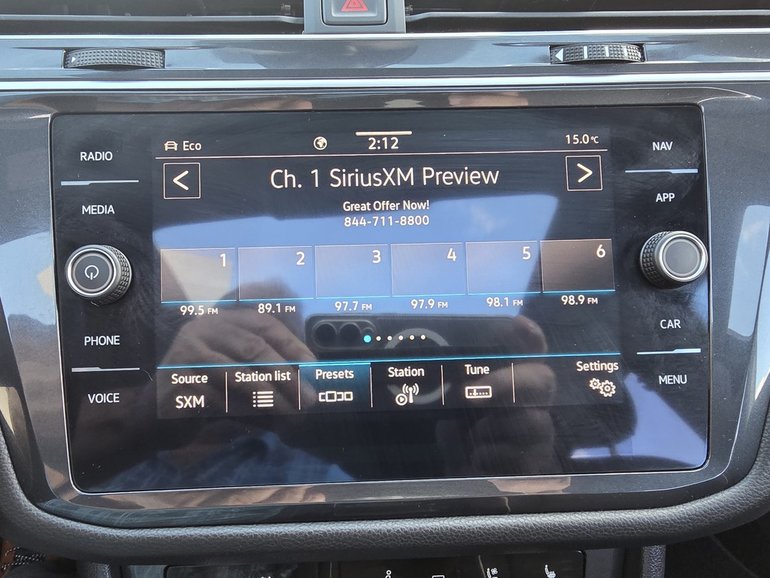 RADIO
MEDIA
PHONE
VOICE
Eco
2:12
15.0°C
Ch. 1 SiriusXM Preview
Great Offer Now!
844-711-8800
1 2 3 4 5 6
99.5 FM 89.1 FM 97.7 FM 97.9 FM 98.1 FM 98.9 FM
Source Station list Presets Station Tune Settings
SXM
NAV
APP
CAR
MENU